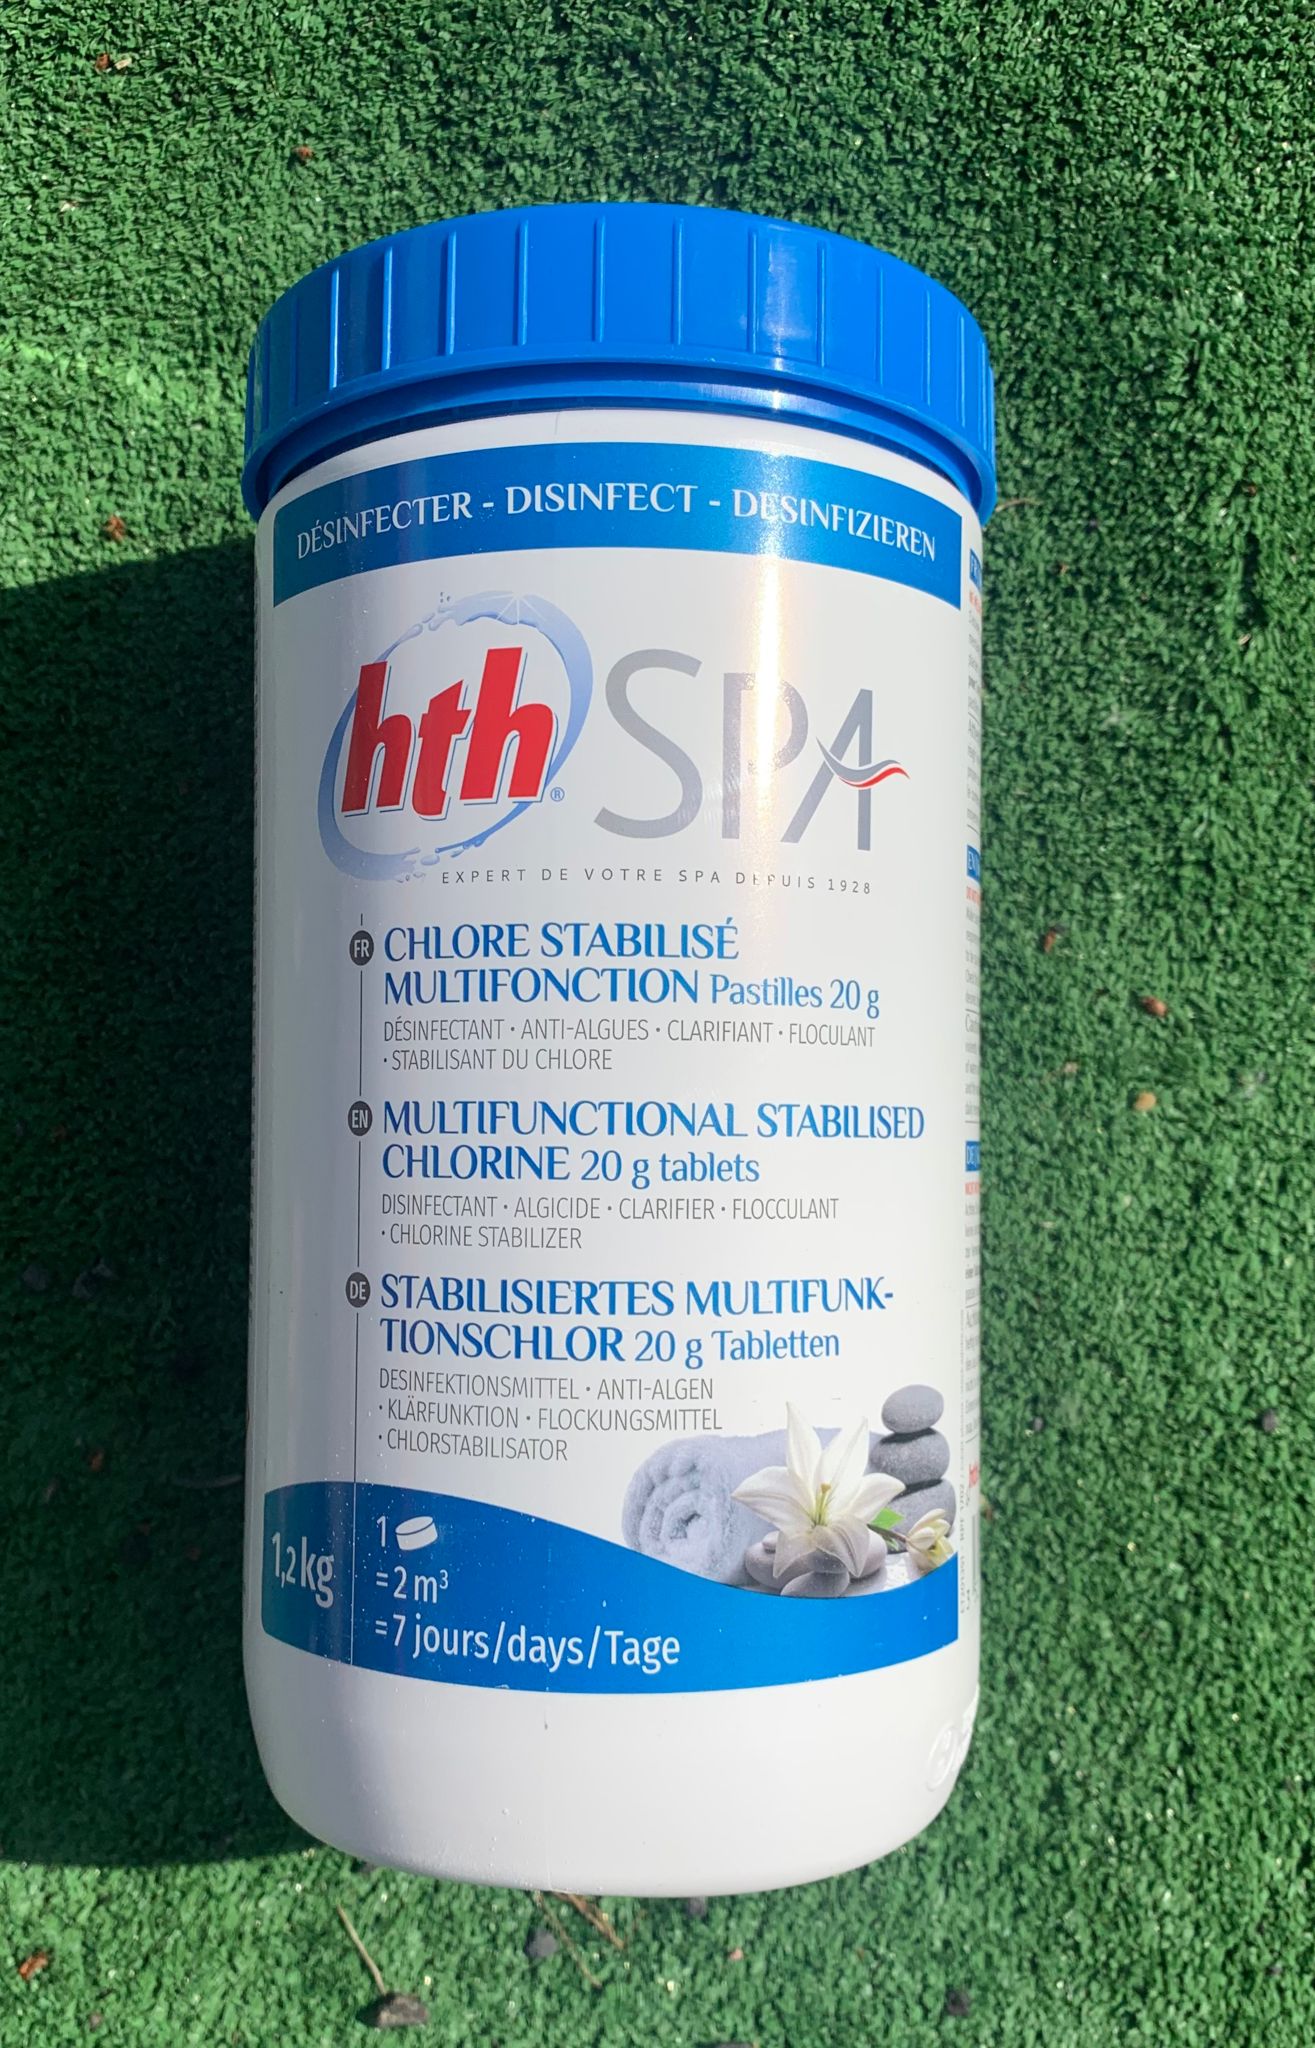 DÉSINFECTER - DISINFECT - DESINFIZIEREN
hth® SPA
EXPERT DE VOTRE SPA DEPUIS 1928
FR CHLORE STABILISÉ
MULTIFONCTION Pastilles 20 g
DÉSINFECTANT · ANTI-ALGUES · CLARIFIANT · FLOCULANT
· STABILISANT DU CHLORE
EN MULTIFUNCTIONAL STABILISED
CHLORINE 20 g tablets
DISINFECTANT · ALGICIDE · CLARIFIER · FLOCCULANT
· CHLORINE STABILIZER
DE STABILISIERTES MULTIFUNK-
TIONSCHLOR 20 g Tabletten
DESINFEKTIONSMITTEL · ANTI-ALGEN
· KLÄRFUNKTION · FLOCKUNGSMITTEL
· CHLORSTABILISATOR
1,2kg
1
=2 m³
=7 jours/days/Tage